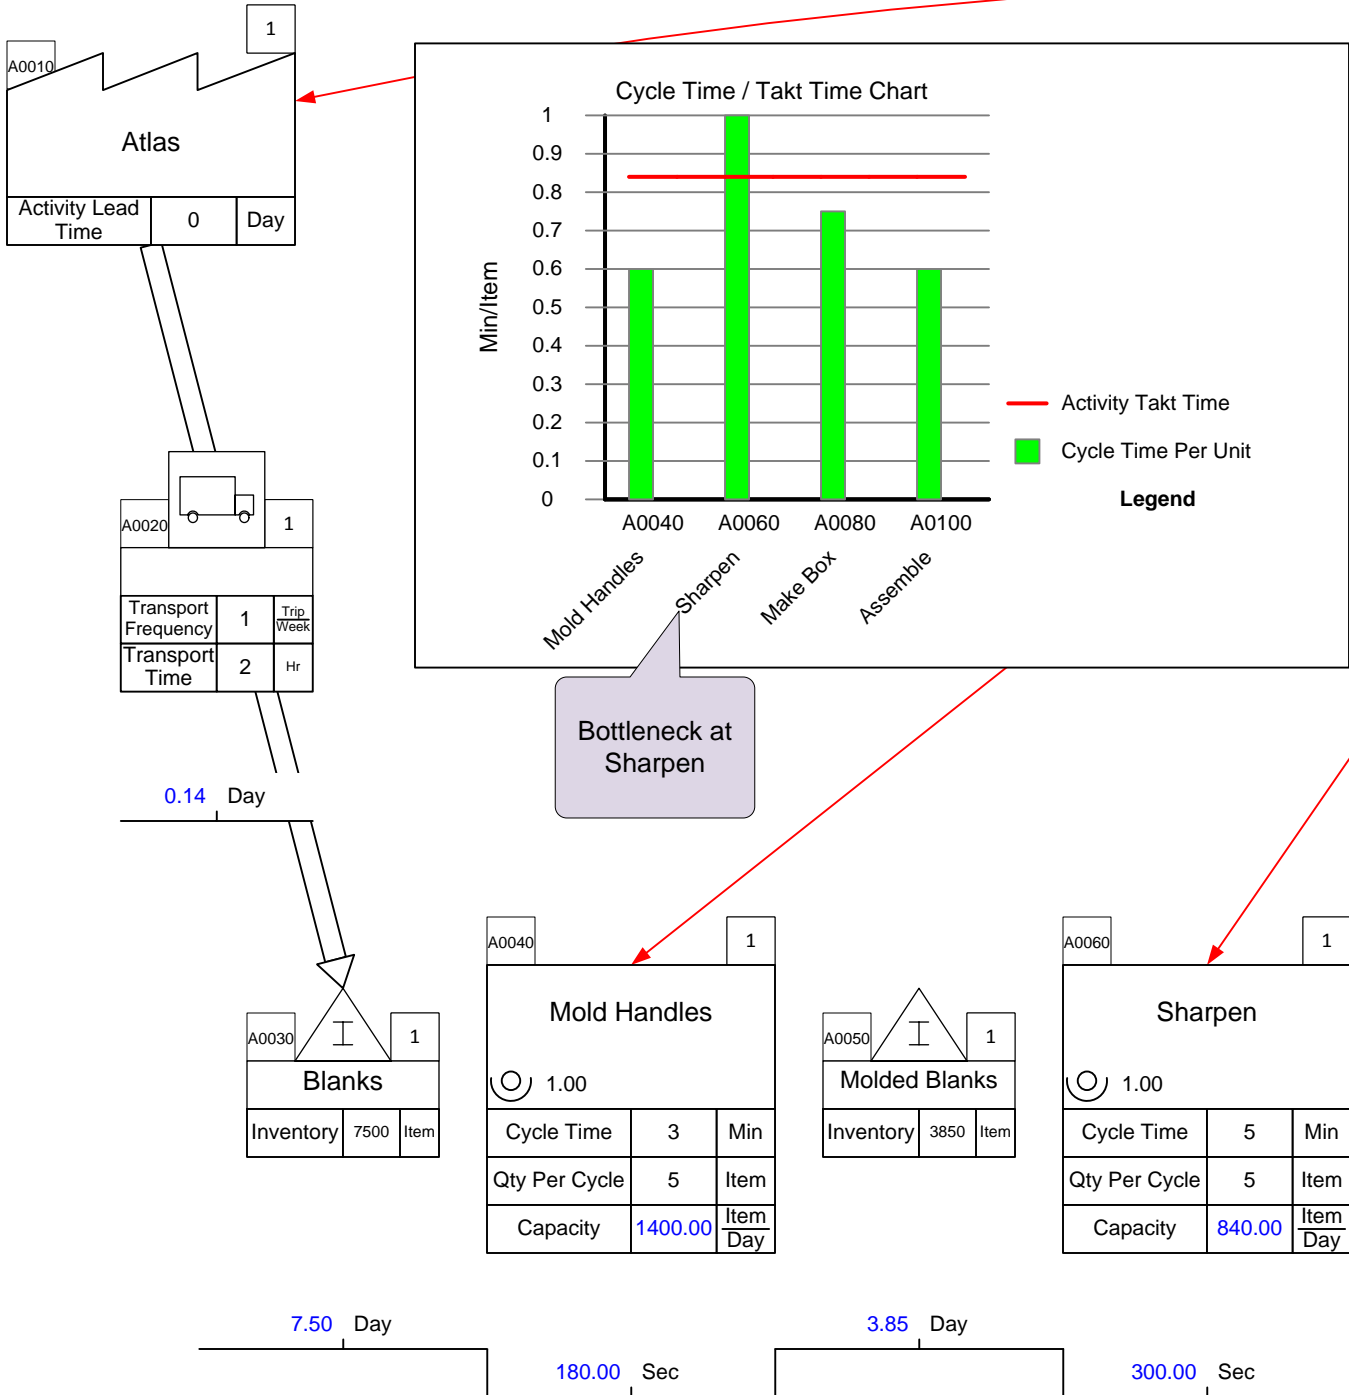 1
A0010
Atlas
Activity Lead
Time
0
Day
Cycle Time / Takt Time Chart
1
0.9
0.8
0.7
0.6
0.5
0.4
0.3
0.2
0.1
0
Min/Item
A0040 A0060 A0080 A0100
Mold Handles
Sharpen
Make Box
Assemble
Activity Takt Time
Cycle Time Per Unit
Legend
Bottleneck at
Sharpen
A0020
1
Transport
Frequency
1
Trip
Week
Transport
Time
2
Hr
0.14 Day
A0030
I
1
Blanks
Inventory 7500 Item
A0040
1
Mold Handles
1.00
Cycle Time 3 Min
Qty Per Cycle 5 Item
Capacity 1400.00
Item
Day
A0050
I
1
Molded Blanks
Inventory 3850 Item
A0060
1
Sharpen
1.00
Cycle Time 5 Min
Qty Per Cycle 5 Item
Capacity 840.00
Item
Day
7.50 Day
180.00 Sec
3.85 Day
300.00 Sec